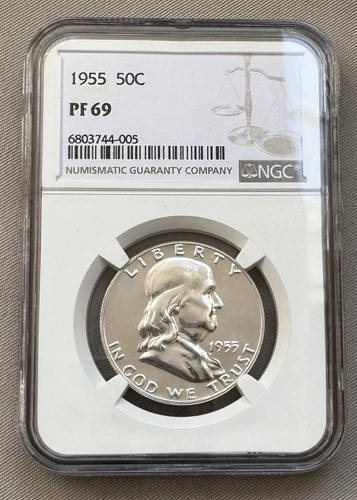 1955 50C
PF 69
6803744-005
NUMISMATIC GUARANTY COMPANY
NGC®
LIBERTY
1955
IN GOD WE TRUST